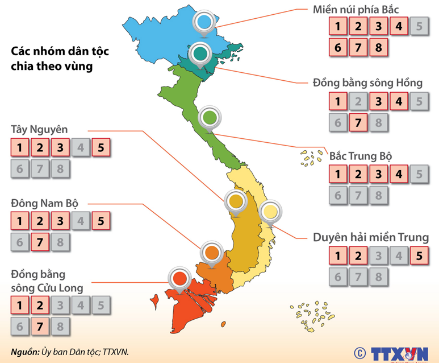 Miền núi phía Bắc
1 2 3 4 5
6 7 8
Các nhóm dân tộc
chia theo vùng
Đồng bằng sông Hồng
1 2 3 4 5
6 7 8
Tây Nguyên
1 2 3 4 5
6 7 8
Bắc Trung Bộ
1 2 3 4 5
6 7 8
Đông Nam Bộ
1 2 3 4 5
6 7 8
Duyên hải miền Trung
1 2 3 4 5
6 7 8
Đồng bằng
sông Cửu Long
1 2 3 4 5
6 7 8
Nguồn: Ủy ban Dân tộc; TTXVN.
© TTXVN